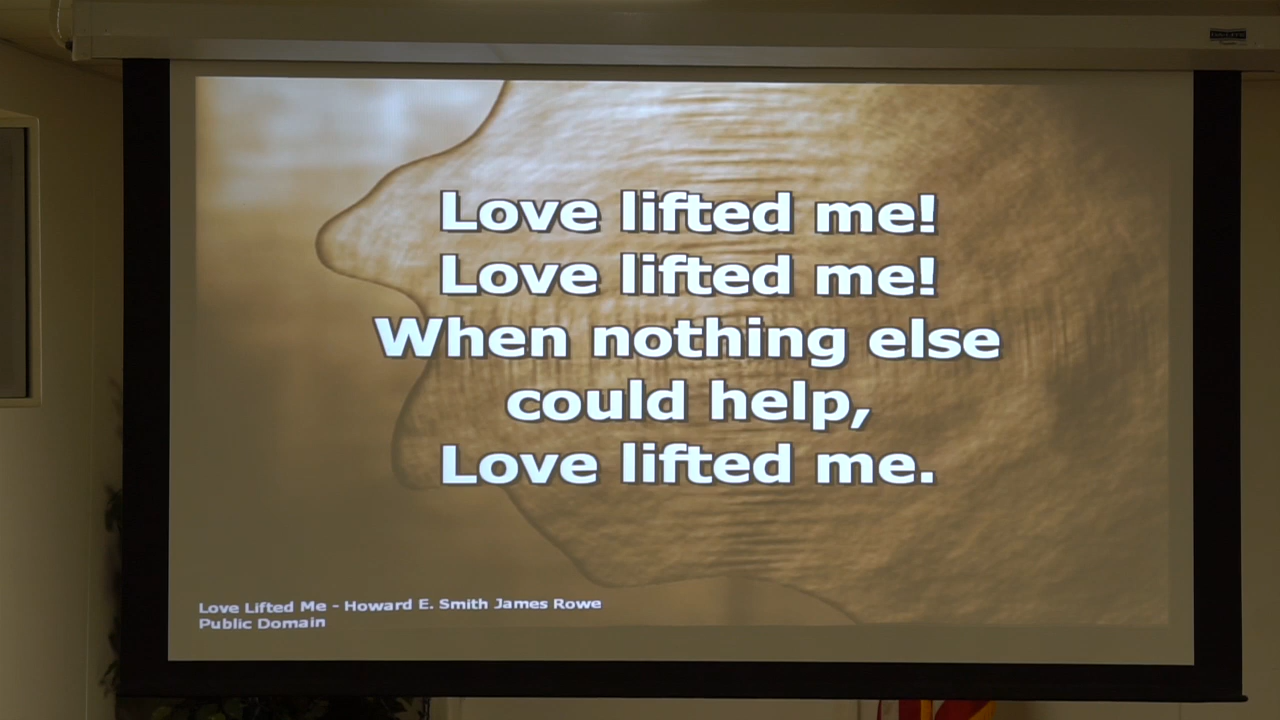 Love lifted me!
Love lifted me!
When nothing else
could help,
Love lifted me.
Love Lifted Me - Howard E. Smith James Rowe
Public Domain